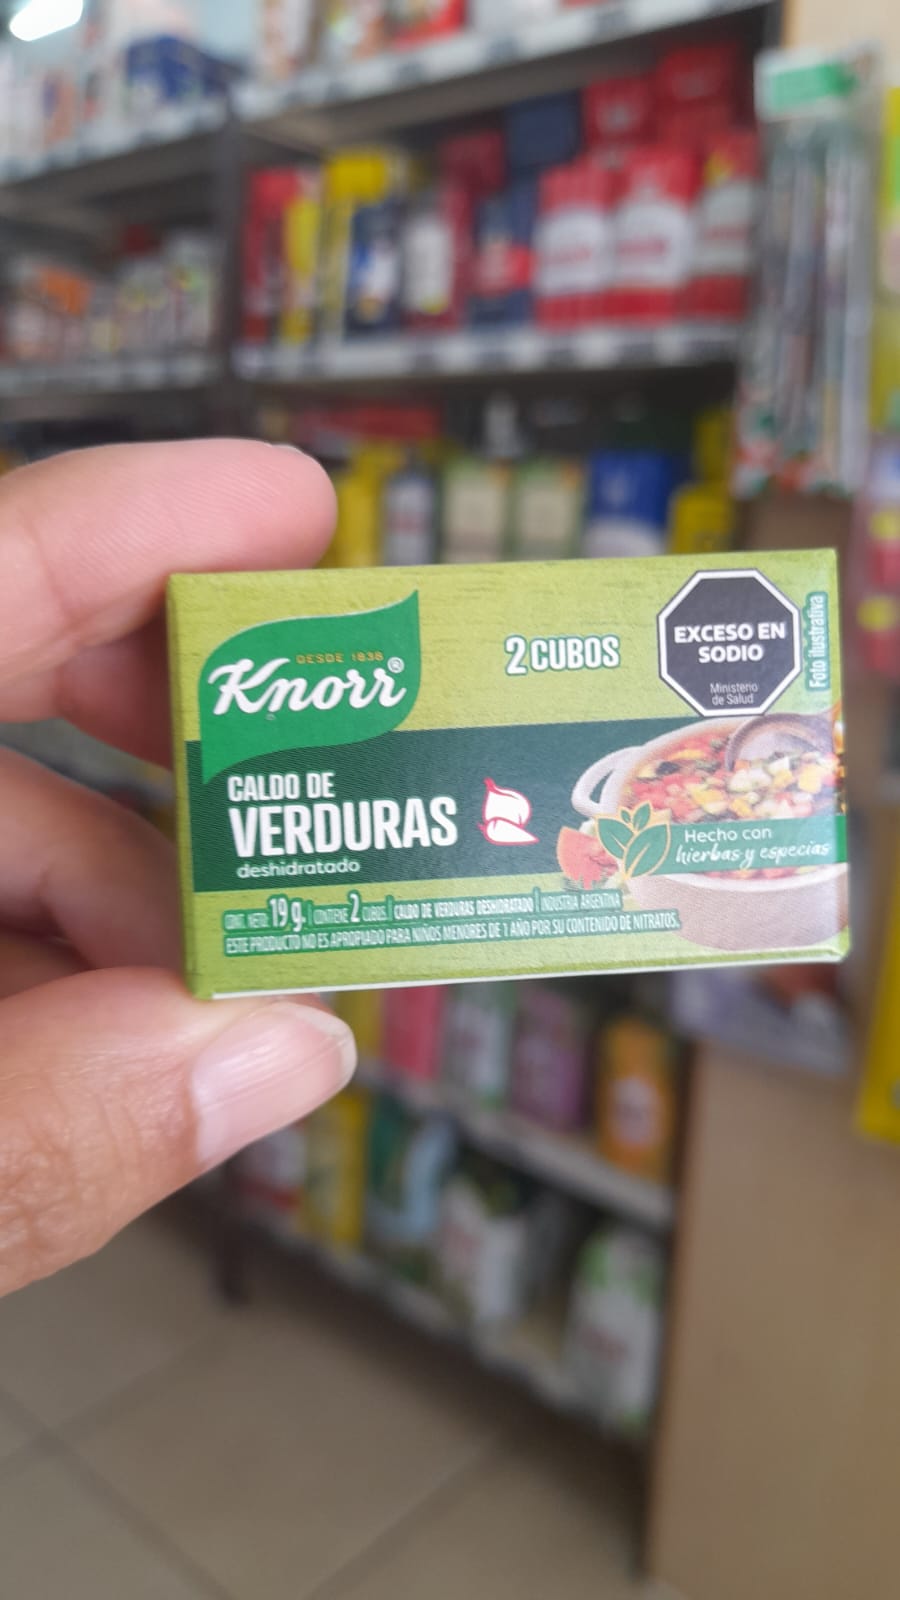 DESDE 1838
Knorr®
2 CUBOS
EXCESO EN
SODIO
Ministerio
de Salud
Foto ilustrativa
CALDO DE
VERDURAS
deshidratado
Hecho con
hierbas y especias
CONT. NETO: 19 g. | CONTIENE 2 CUBOS. | CALDO DE VERDURAS DESHIDRATADO | INDUSTRIA ARGENTINA
ESTE PRODUCTO NO ES APROPIADO PARA NIÑOS MENORES DE 1 AÑO POR SU CONTENIDO DE NITRATOS.